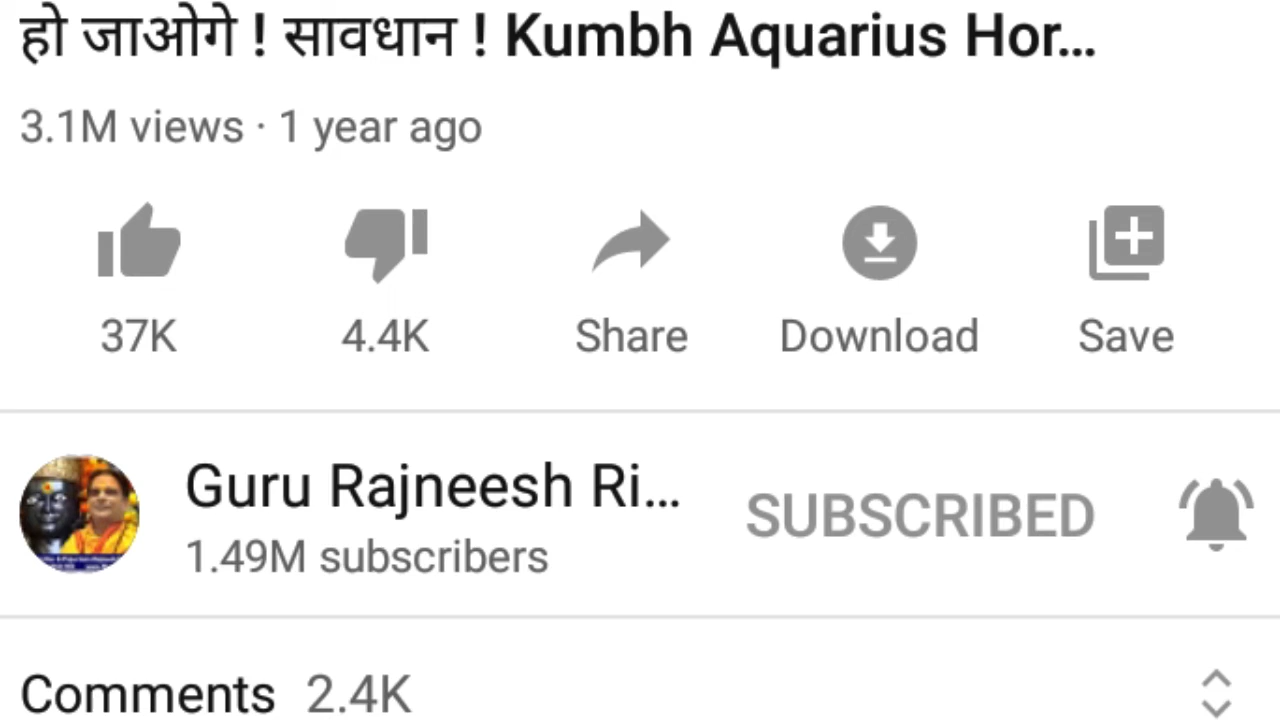 हो जाओगे ! सावधान ! Kumbh Aquarius Hor...
3.1M views · 1 year ago
37K 4.4K Share Download Save
Guru Rajneesh Ri...
SUBSCRIBED
1.49M subscribers
Comments 2.4K